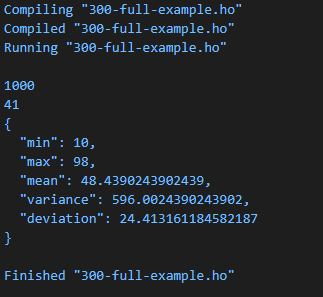 Compiling "300-full-example.ho"
Compiled "300-full-example.ho"
Running "300-full-example.ho"
1000
41
{
  "min": 10,
  "max": 98,
  "mean": 48.4390243902439,
  "variance": 596.0024390243902,
  "deviation": 24.413161184582187
}
Finished "300-full-example.ho"